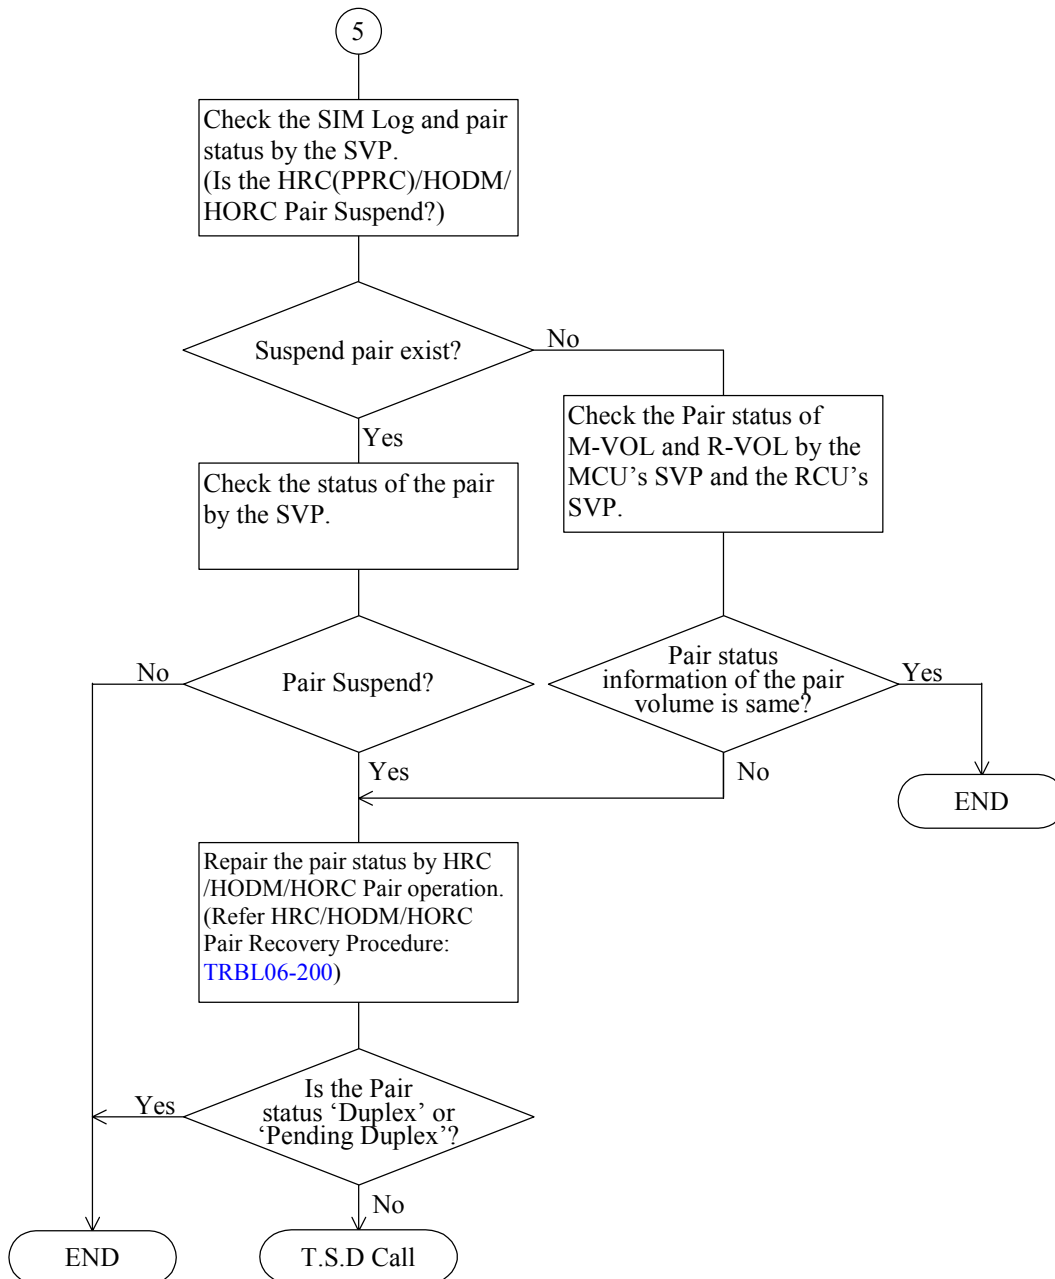 5
Check the SIM Log and pair
status by the SVP.
(Is the HRC(PPRC)/HODM/
HORC Pair Suspend?)
Suspend pair exist?
No
Yes
Check the Pair status of
M-VOL and R-VOL by the
MCU’s SVP and the RCU’s
SVP.
Check the status of the pair
by the SVP.
No
Pair Suspend?
Yes
Pair status
information of the pair
volume is same?
Yes
No
END
Repair the pair status by HRC
/HODM/HORC Pair operation.
(Refer HRC/HODM/HORC
Pair Recovery Procedure:
TRBL06-200)
Yes
Is the Pair
status ‘Duplex’ or
‘Pending Duplex’?
No
END
T.S.D Call